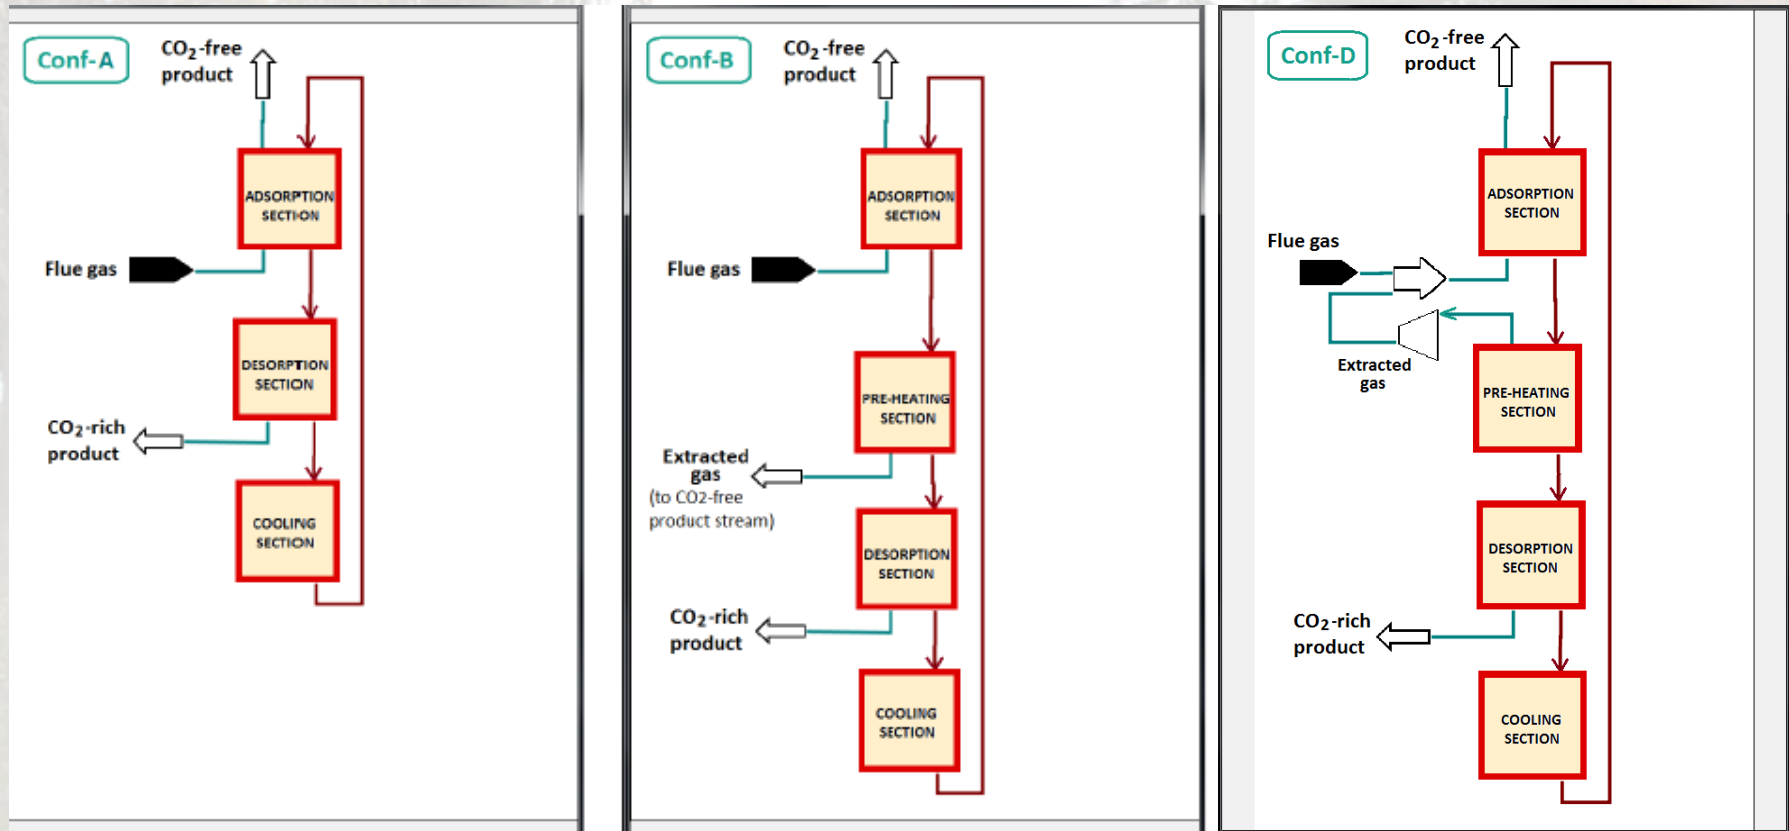 Conf-A
CO₂-free
product
ADSORPTION
SECTION
Flue gas
DESORPTION
SECTION
CO₂-rich
product
COOLING
SECTION
Conf-B
CO₂-free
product
ADSORPTION
SECTION
Flue gas
PRE-HEATING
SECTION
Extracted
gas
(to CO2-free
product stream)
DESORPTION
SECTION
CO₂-rich
product
COOLING
SECTION
Conf-D
CO₂-free
product
ADSORPTION
SECTION
Flue gas
Extracted
gas
PRE-HEATING
SECTION
DESORPTION
SECTION
CO₂-rich
product
COOLING
SECTION